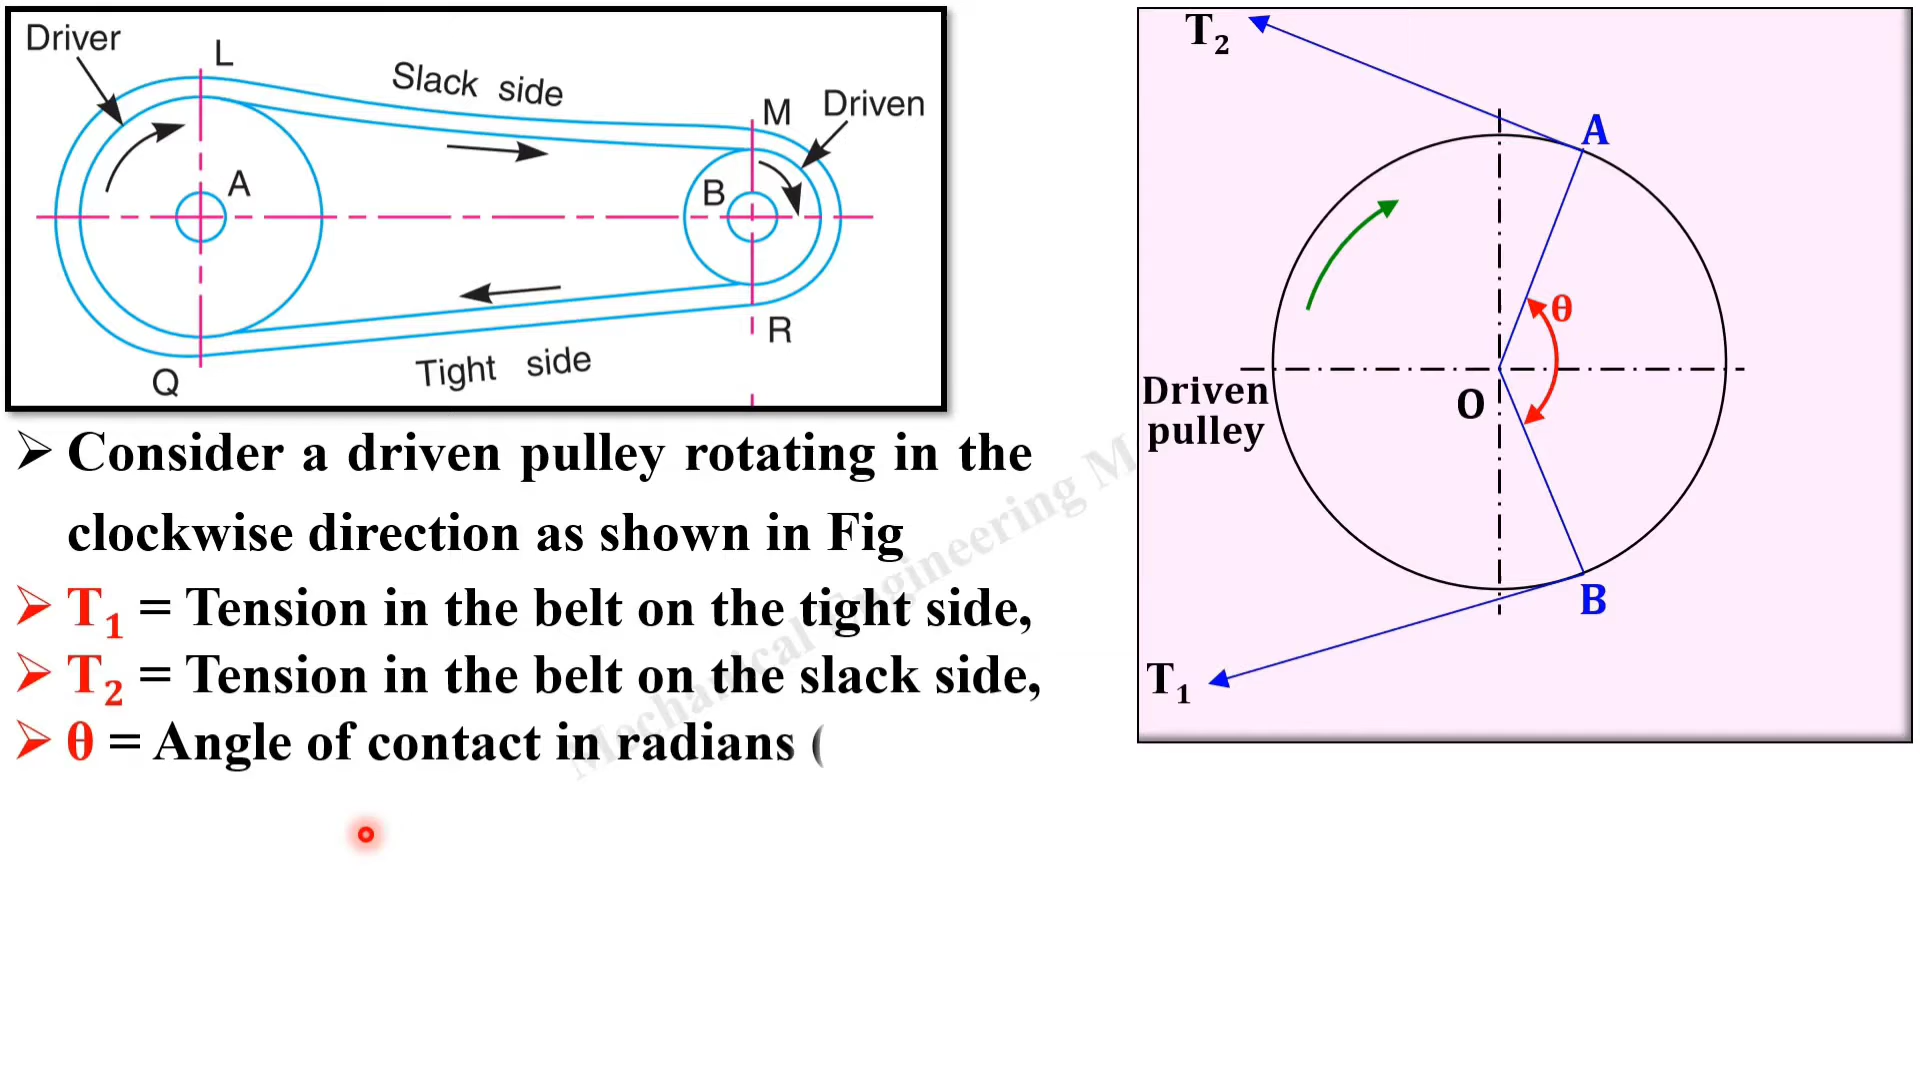 Driver
L
Slack side
M
Driven
A
B
R
Tight side
Q
➢ Consider a driven pulley rotating in the
clockwise direction as shown in Fig
➢ T₁ = Tension in the belt on the tight side,
➢ T₂ = Tension in the belt on the slack side,
➢ θ = Angle of contact in radians (
Mechanical Engineering M
T₂
A
θ
Driven
pulley
O
B
T₁